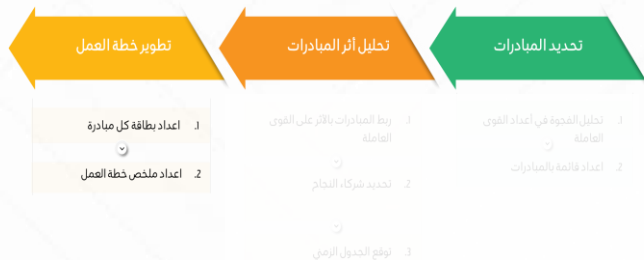 تحديد المبادرات
تحليل أثر المبادرات
تطوير خطة العمل
1. تحليل الفجوة في أعداد القوى
العاملة
2. اعداد قائمة بالمبادرات
1. ربط المبادرات بالأثر على القوى
العاملة
2. تحديد شركاء النجاح
3. توقع الجدول الزمني
1. اعداد بطاقة كل مبادرة
2. اعداد ملخص خطة العمل